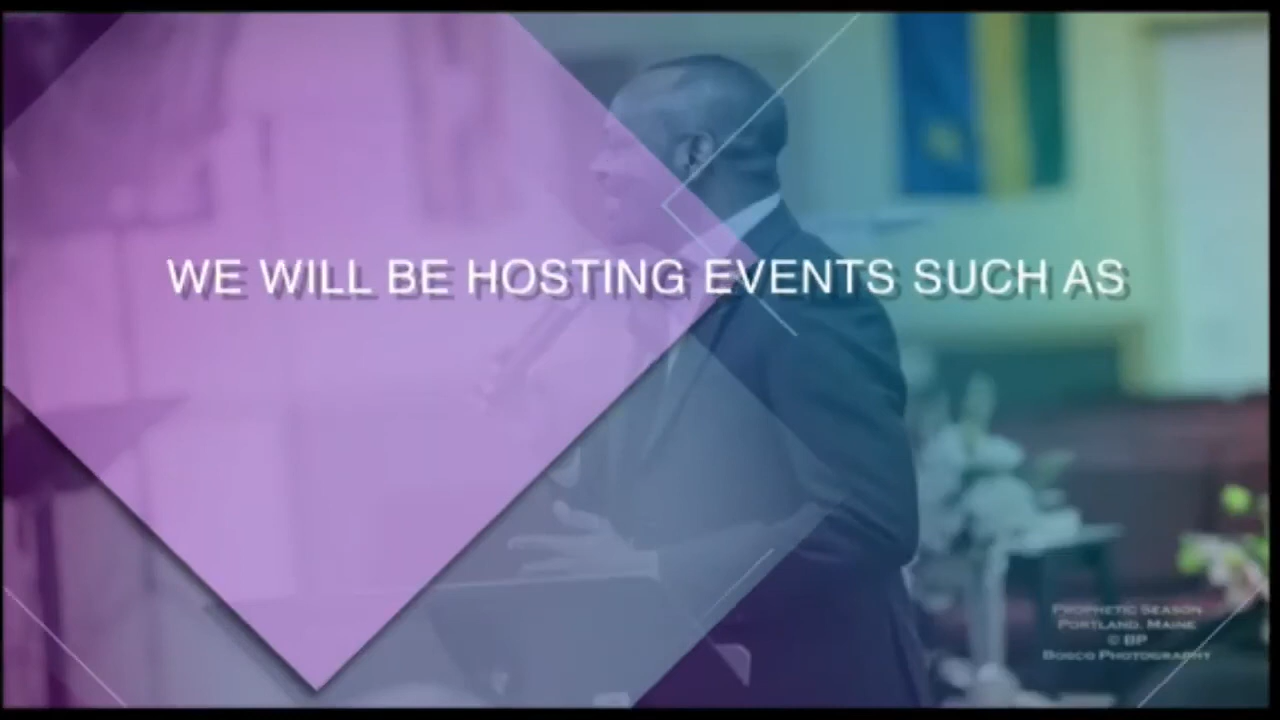 WE WILL BE HOSTING EVENTS SUCH AS
PROPHETIC SEASON
PORTLAND, MAINE
© BP
BOSCO PHOTOGRAPHY